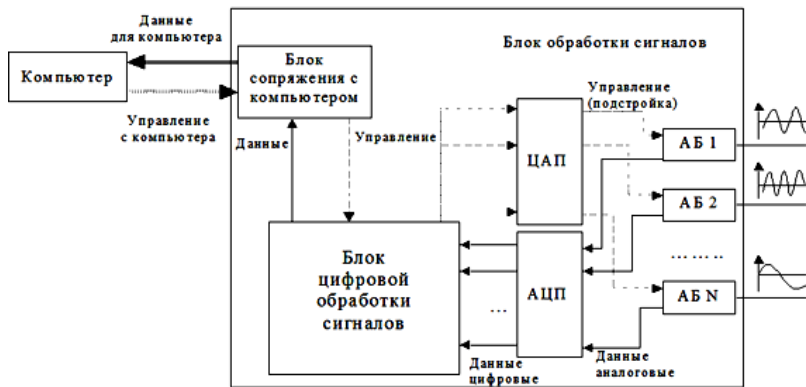 Данные
для компьютера
Компьютер
Управление
с компьютера
Блок
сопряжения с
компьютером
Блок обработки сигналов
Данные
Управление
Управление
(подстройка)
ЦАП
АБ 1
АБ 2
........
АБ N
Блок
цифровой
обработки
сигналов
...
АЦП
Данные
цифровые
Данные
аналоговые